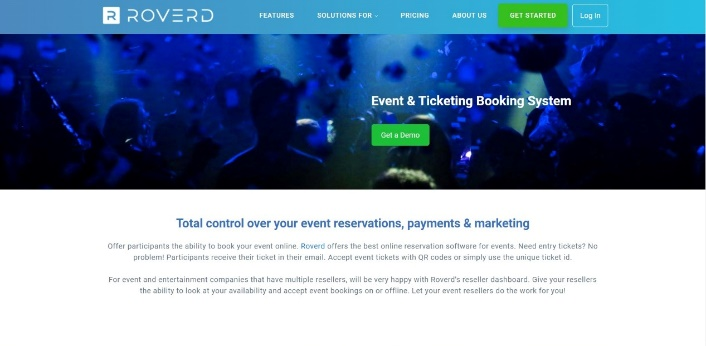 ROVERD
FEATURES SOLUTIONS FOR PRICING ABOUT US GET STARTED Log In
Event & Ticketing Booking System
Get a Demo
Total control over your event reservations, payments & marketing
Offer participants the ability to book your event online. Roverd offers the best online reservation software for events. Need entry tickets? No
problem! Participants receive their ticket in their email. Accept event tickets with QR codes or simply use the unique ticket id.
For event and entertainment companies that have multiple resellers, will be very happy with Roverd's reseller dashboard. Give your resellers
the ability to look at your availability and accept event bookings on or offline. Let your event resellers do the work for you!